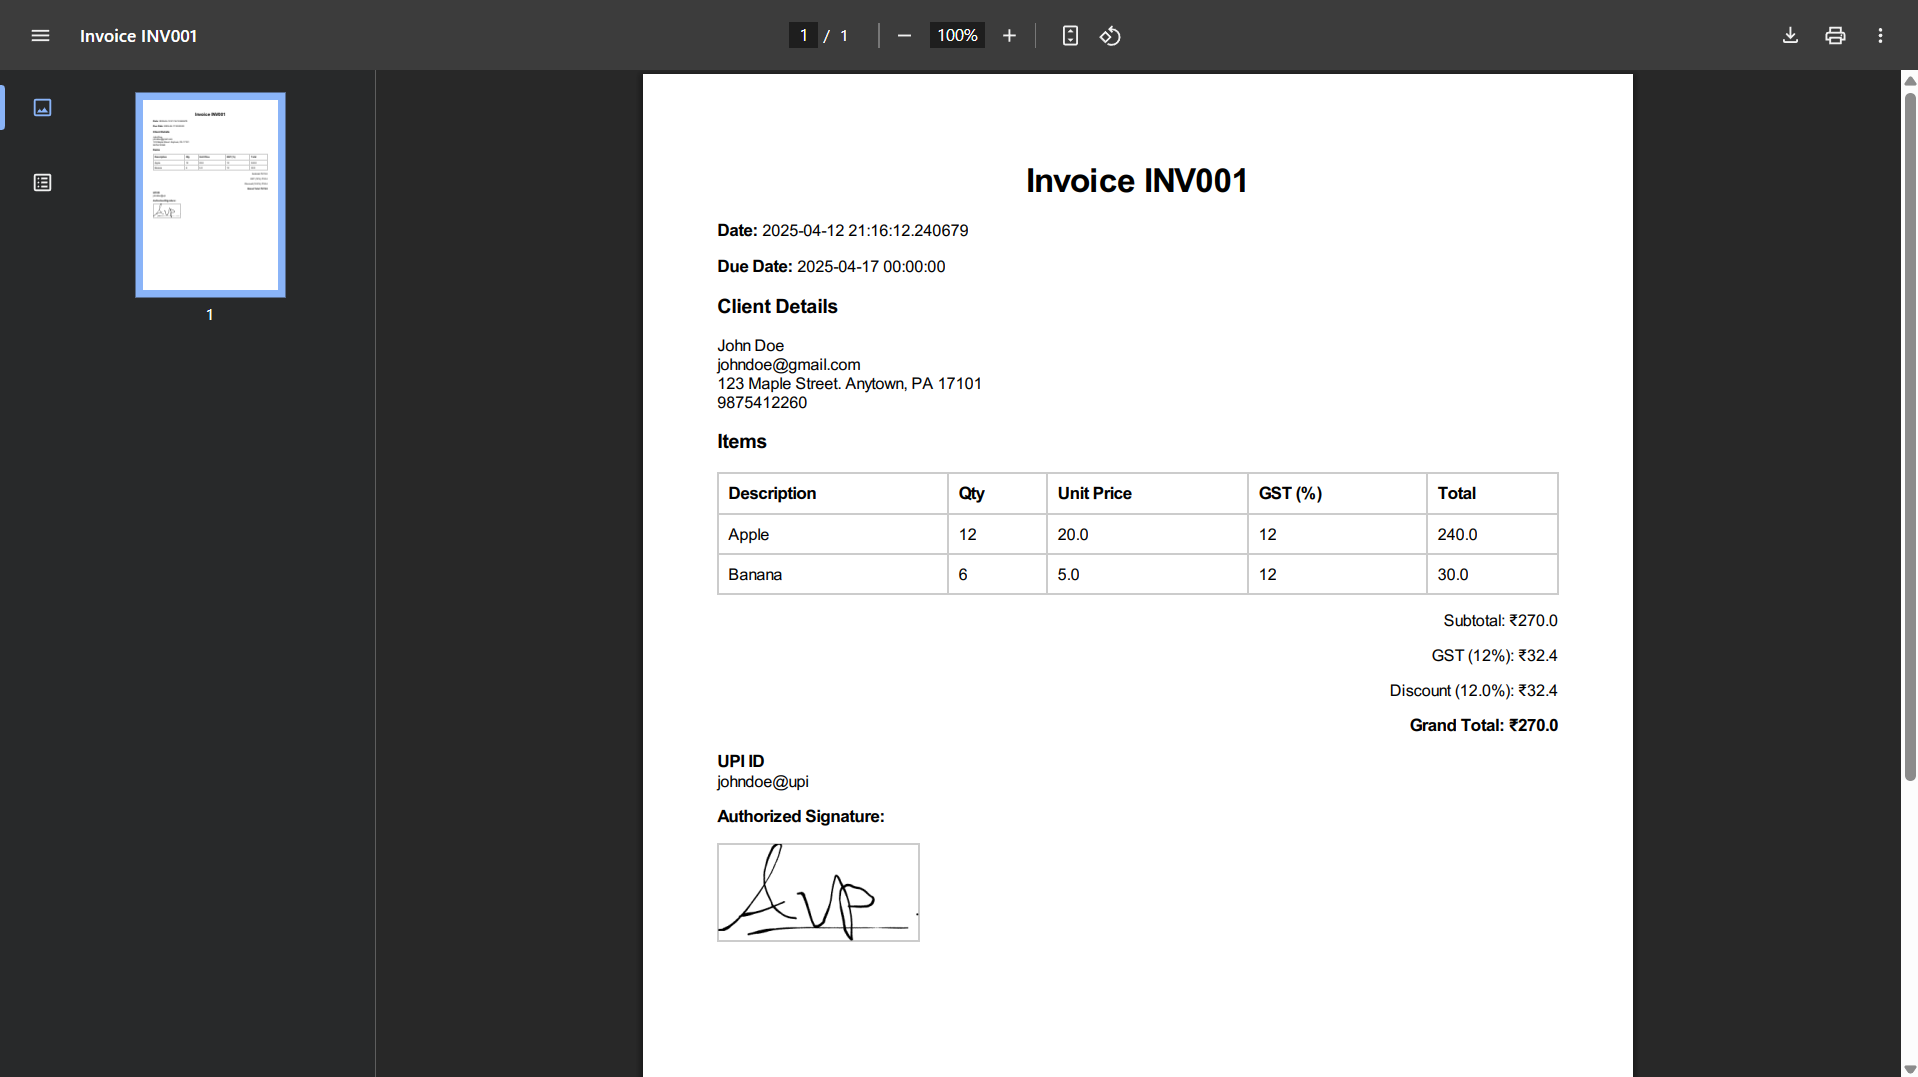 Invoice INV001
1 / 1
100%
1
Invoice INV001
Date: 2025-04-12 21:16:12.240679
Due Date: 2025-04-17 00:00:00
Client Details
John Doe
johndoe@gmail.com
123 Maple Street. Anytown, PA 17101
9875412260
Items
Description Qty Unit Price GST (%) Total
Apple 12 20.0 12 240.0
Banana 6 5.0 12 30.0
Subtotal: ₹270.0
GST (12%): ₹32.4
Discount (12.0%): ₹32.4
Grand Total: ₹270.0
UPI ID
johndoe@upi
Authorized Signature:
AVP